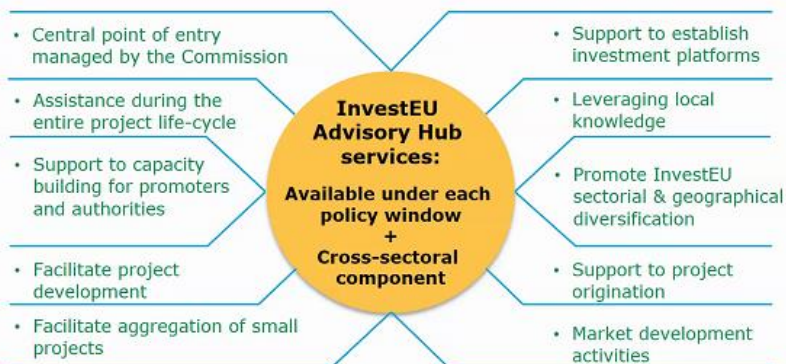 • Central point of entry
managed by the Commission
• Assistance during the
entire project life-cycle
• Support to capacity
building for promoters
and authorities
• Facilitate project
development
• Facilitate aggregation of small
projects
InvestEU
Advisory Hub
services:
Available under each
policy window
+
Cross-sectoral
component
• Support to establish
investment platforms
• Leveraging local
knowledge
• Promote InvestEU
sectorial & geographical
diversification
• Support to project
origination
• Market development
activities